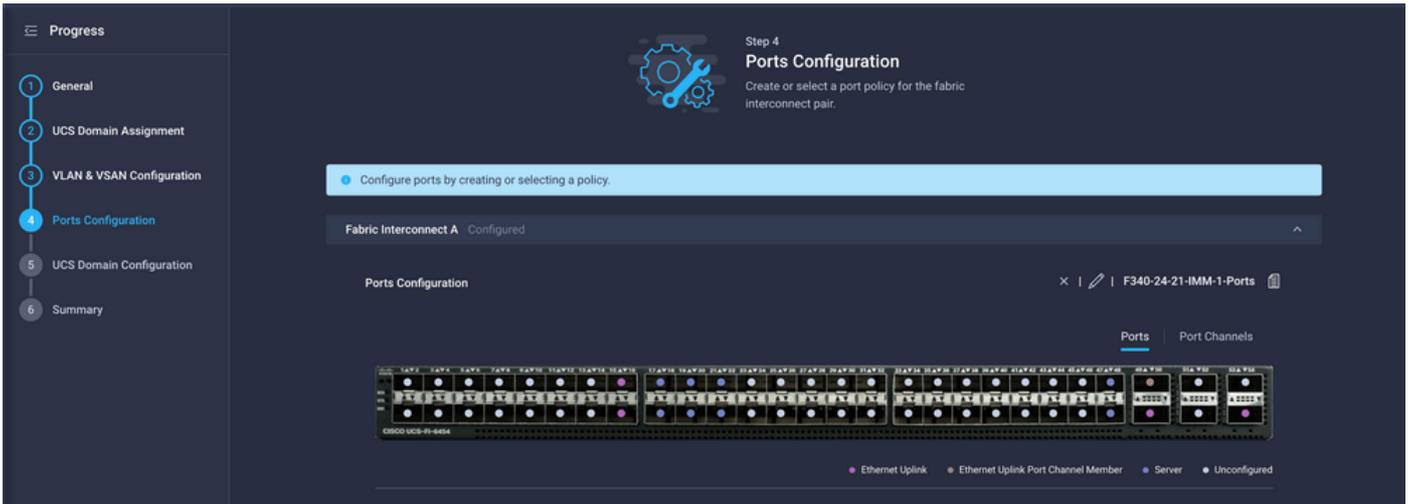 Progress
1 General
2 UCS Domain Assignment
3 VLAN & VSAN Configuration
4 Ports Configuration
5 UCS Domain Configuration
6 Summary
Step 4
Ports Configuration
Create or select a port policy for the fabric
interconnect pair.
Configure ports by creating or selecting a policy.
Fabric Interconnect A Configured
Ports Configuration
F340-24-21-IMM-1-Ports
Ports Port Channels
CISCO UCS-FI-6454
Ethernet Uplink Ethernet Uplink Port Channel Member Server Unconfigured